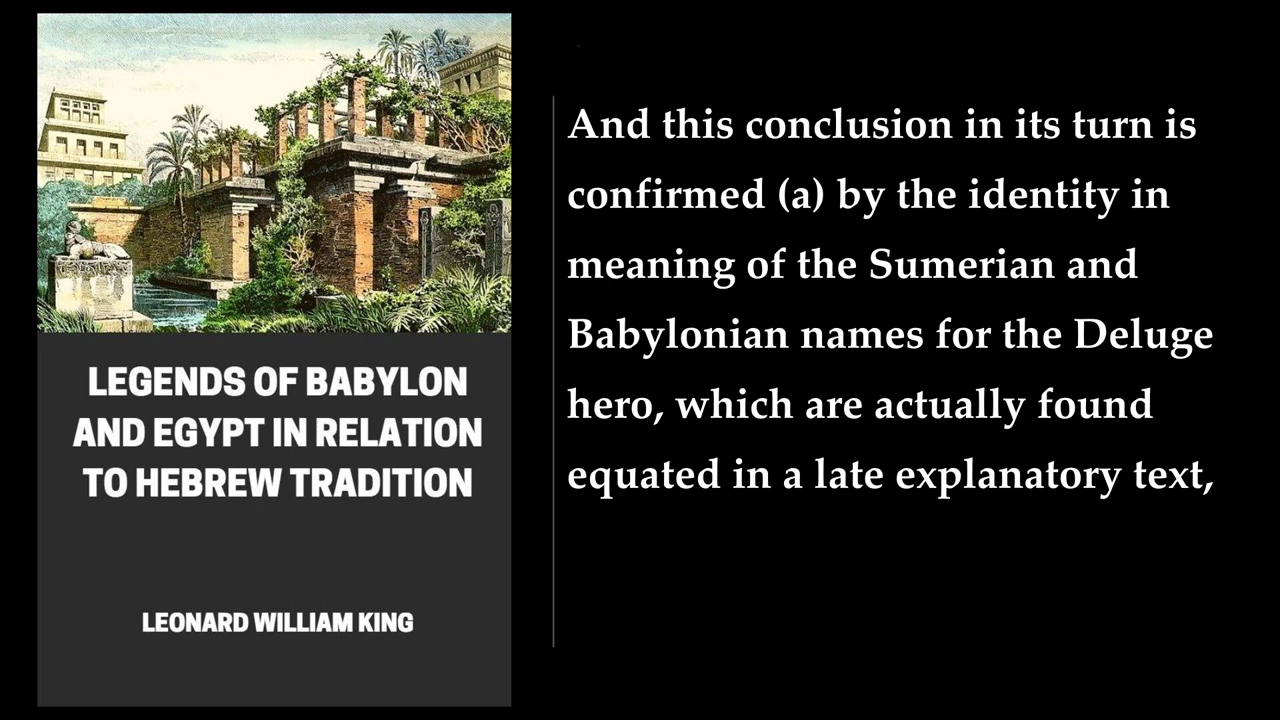 LEGENDS OF BABYLON
AND EGYPT IN RELATION
TO HEBREW TRADITION
LEONARD WILLIAM KING
And this conclusion in its turn is
confirmed (a) by the identity in
meaning of the Sumerian and
Babylonian names for the Deluge
hero, which are actually found
equated in a late explanatory text,